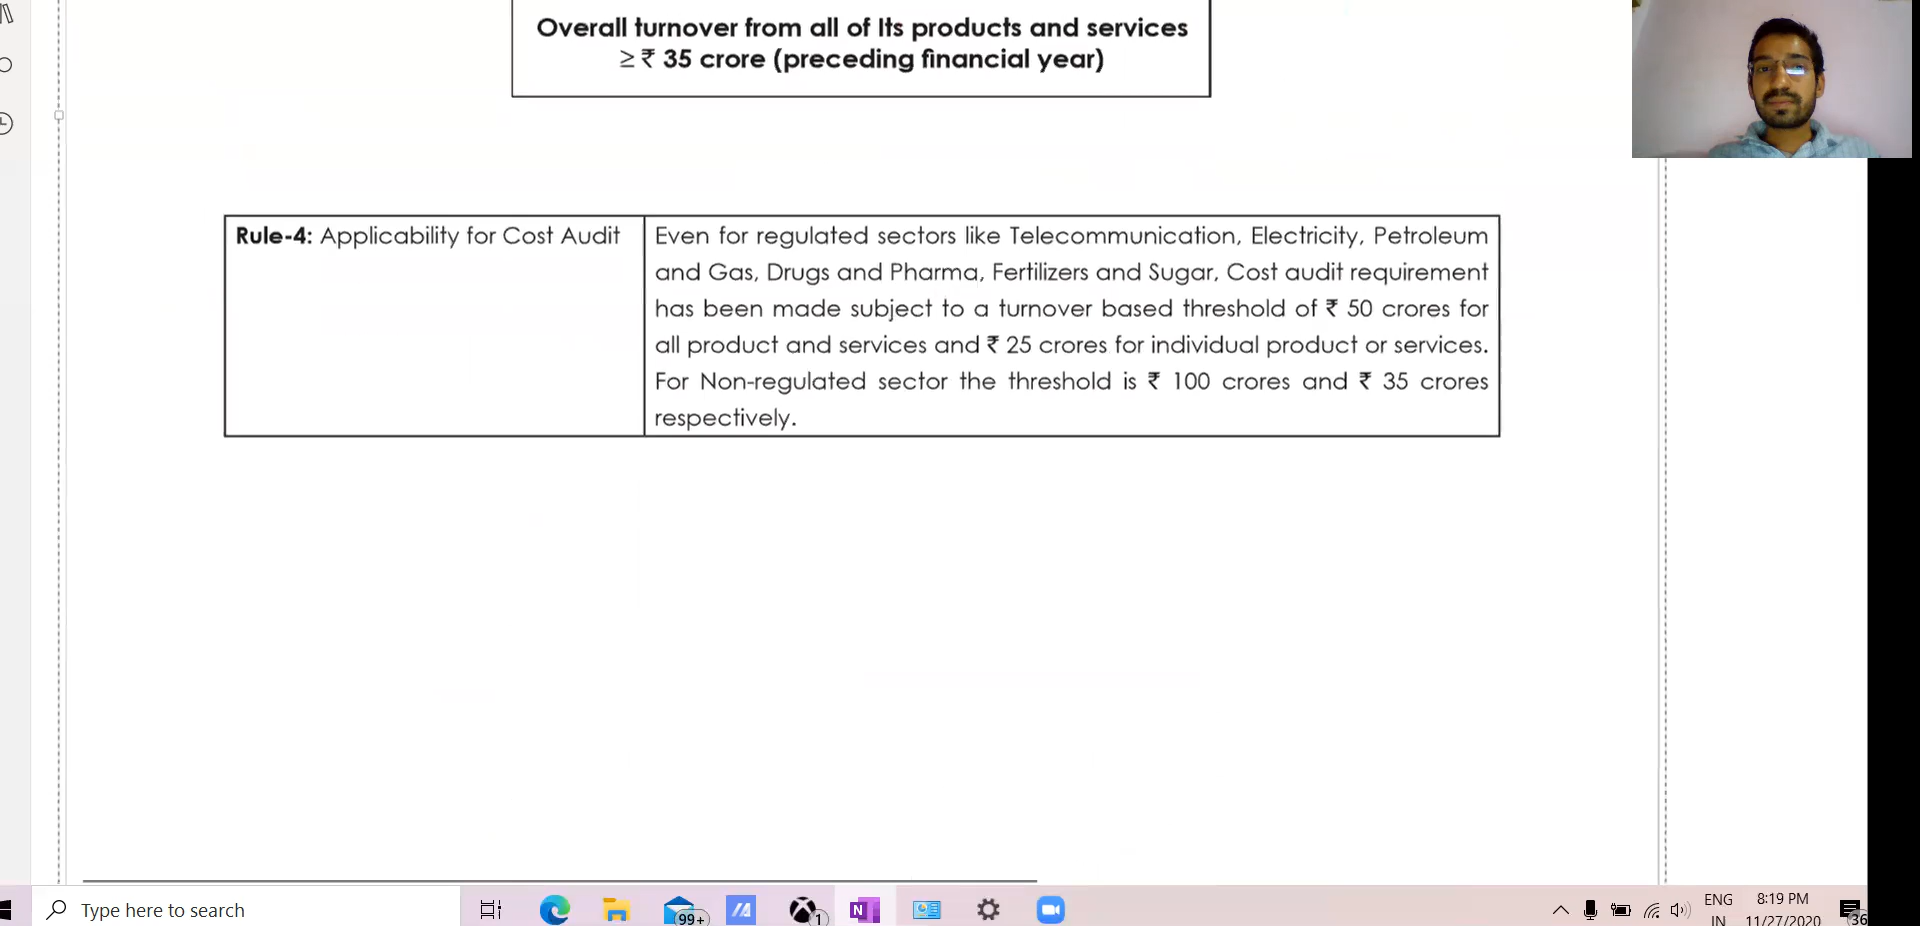 Overall turnover from all of Its products and services
≥ ₹ 35 crore (preceding financial year)
Rule-4: Applicability for Cost Audit
Even for regulated sectors like Telecommunication, Electricity, Petroleum
and Gas, Drugs and Pharma, Fertilizers and Sugar, Cost audit requirement
has been made subject to a turnover based threshold of ₹ 50 crores for
all product and services and ₹ 25 crores for individual product or services.
For Non-regulated sector the threshold is ₹ 100 crores and ₹ 35 crores
respectively.
Type here to search
99+
1
N
ENG
IN
8:19 PM
11/27/2020
36